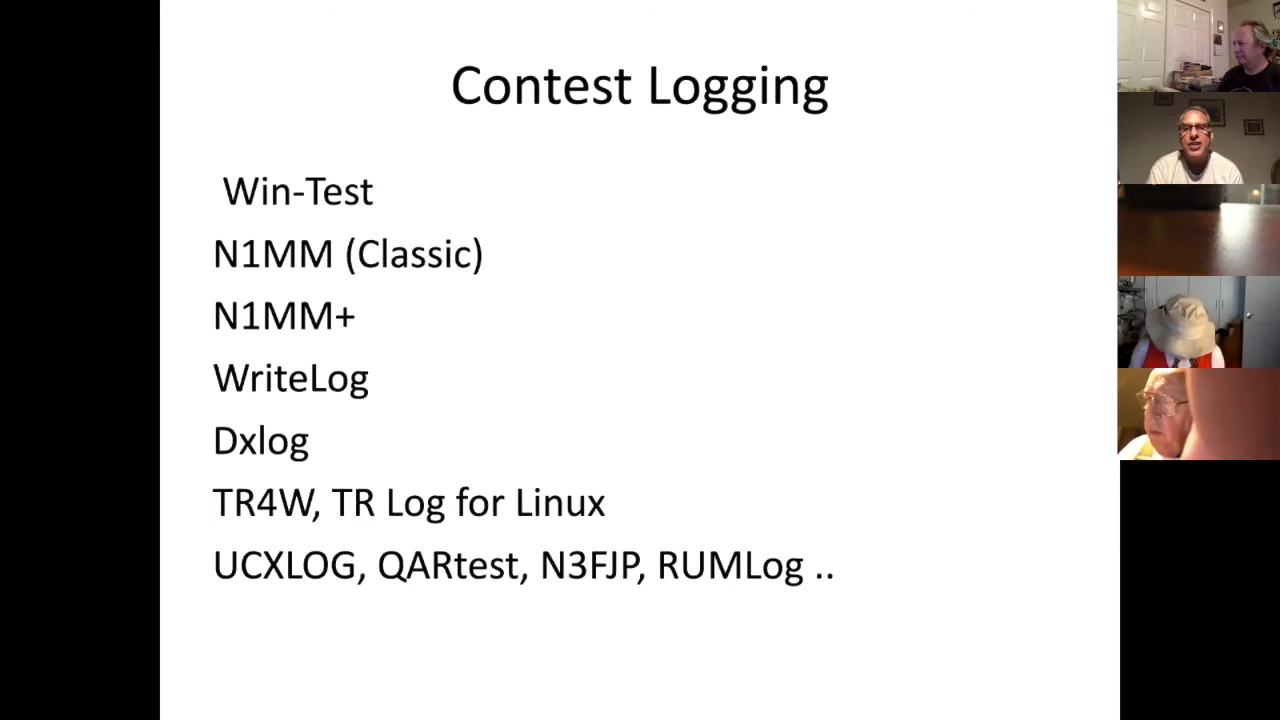 Contest Logging
Win-Test
N1MM (Classic)
N1MM+
WriteLog
Dxlog
TR4W, TR Log for Linux
UCXLOG, QARtest, N3FJP, RUMLog ..